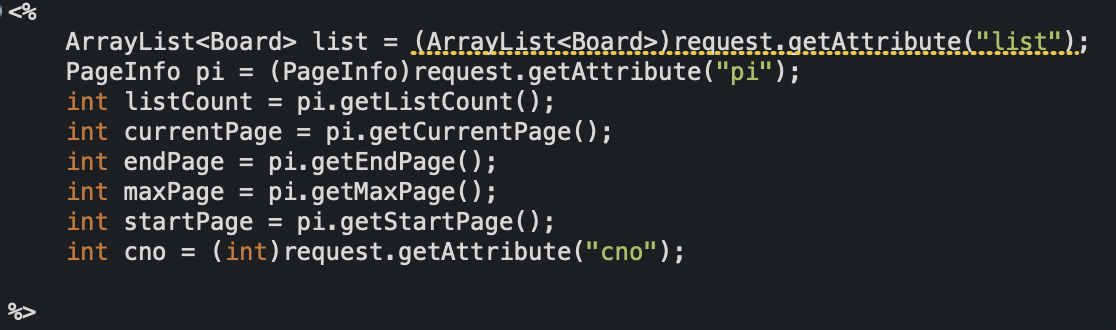 <%
ArrayList<Board> list = (ArrayList<Board>)request.getAttribute("list");
PageInfo pi = (PageInfo)request.getAttribute("pi");
int listCount = pi.getListCount();
int currentPage = pi.getCurrentPage();
int endPage = pi.getEndPage();
int maxPage = pi.getMaxPage();
int startPage = pi.getStartPage();
int cno = (int)request.getAttribute("cno");
%>